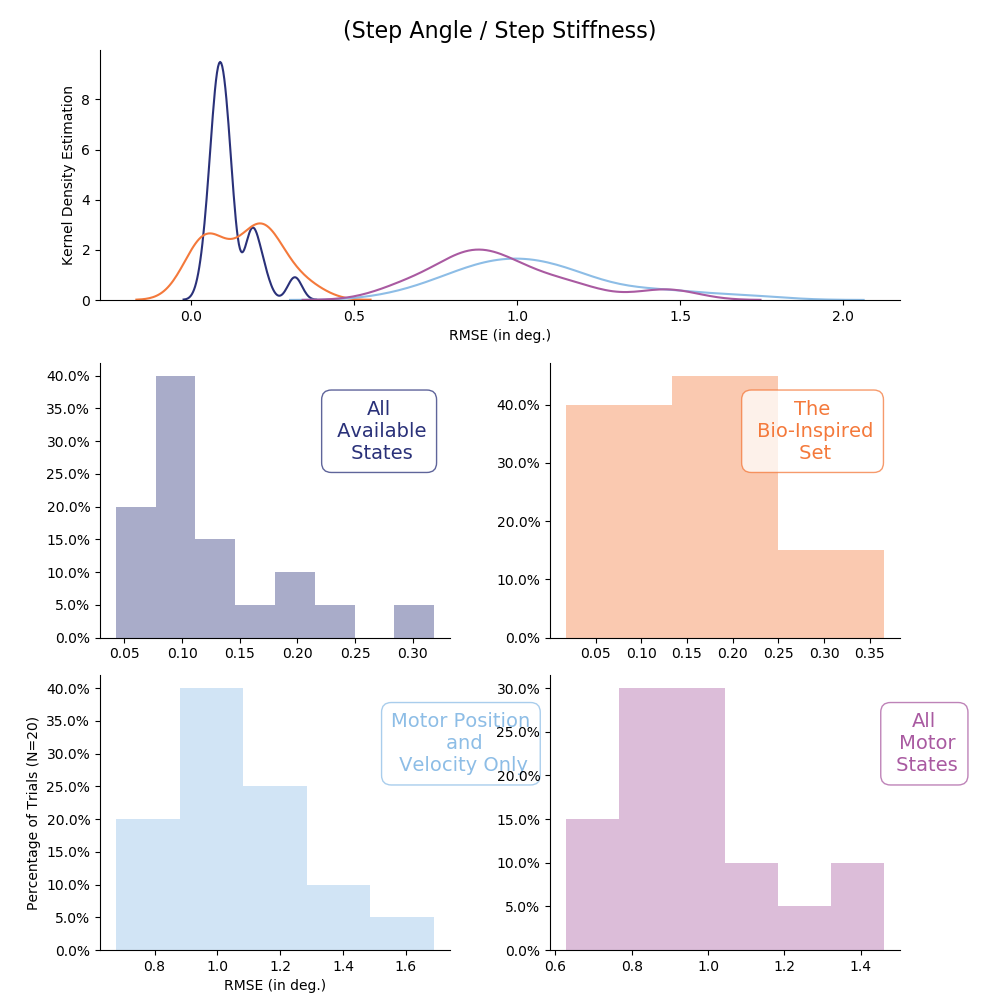 (Step Angle / Step Stiffness)
Kernel Density Estimation
8
6
4
2
0
0.0 0.5 1.0 1.5 2.0
RMSE (in deg.)
40.0%
35.0%
30.0%
25.0%
20.0%
15.0%
10.0%
5.0%
0.0%
0.05 0.10 0.15 0.20 0.25 0.30
All
Available
States
40.0%
30.0%
20.0%
10.0%
0.0%
0.05 0.10 0.15 0.20 0.25 0.30 0.35
The
Bio-Inspired
Set
Percentage of Trials (N=20)
40.0%
35.0%
30.0%
25.0%
20.0%
15.0%
10.0%
5.0%
0.0%
0.8 1.0 1.2 1.4 1.6
RMSE (in deg.)
Motor Position
and
Velocity Only
30.0%
25.0%
20.0%
15.0%
10.0%
5.0%
0.0%
0.6 0.8 1.0 1.2 1.4
All
Motor
States